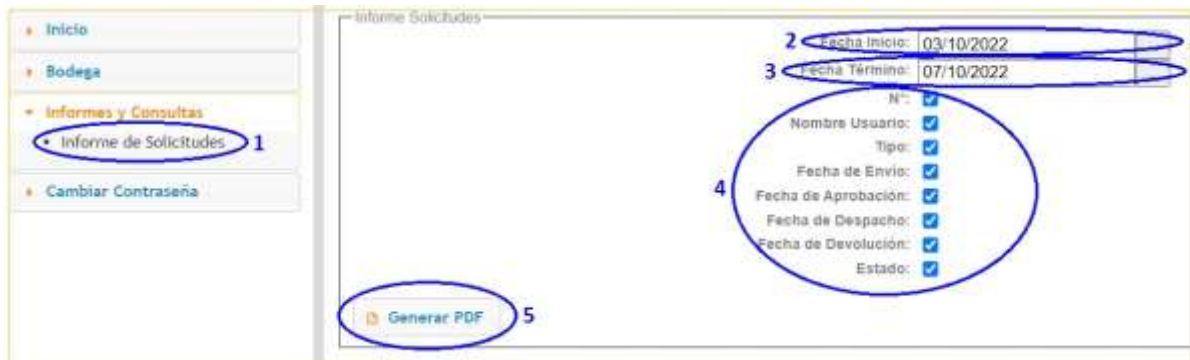 Inicio
Bodega
Informes y Consultas
Informe de Solicitudes 1
Cambiar Contraseña
Informe Solicitudes
2 Fecha Inicio: 03/10/2022
3 Fecha Término: 07/10/2022
4
N°:
Nombre Usuario:
Tipo:
Fecha de Envío:
Fecha de Aprobación:
Fecha de Despacho:
Fecha de Devolución:
Estado:
Generar PDF 5